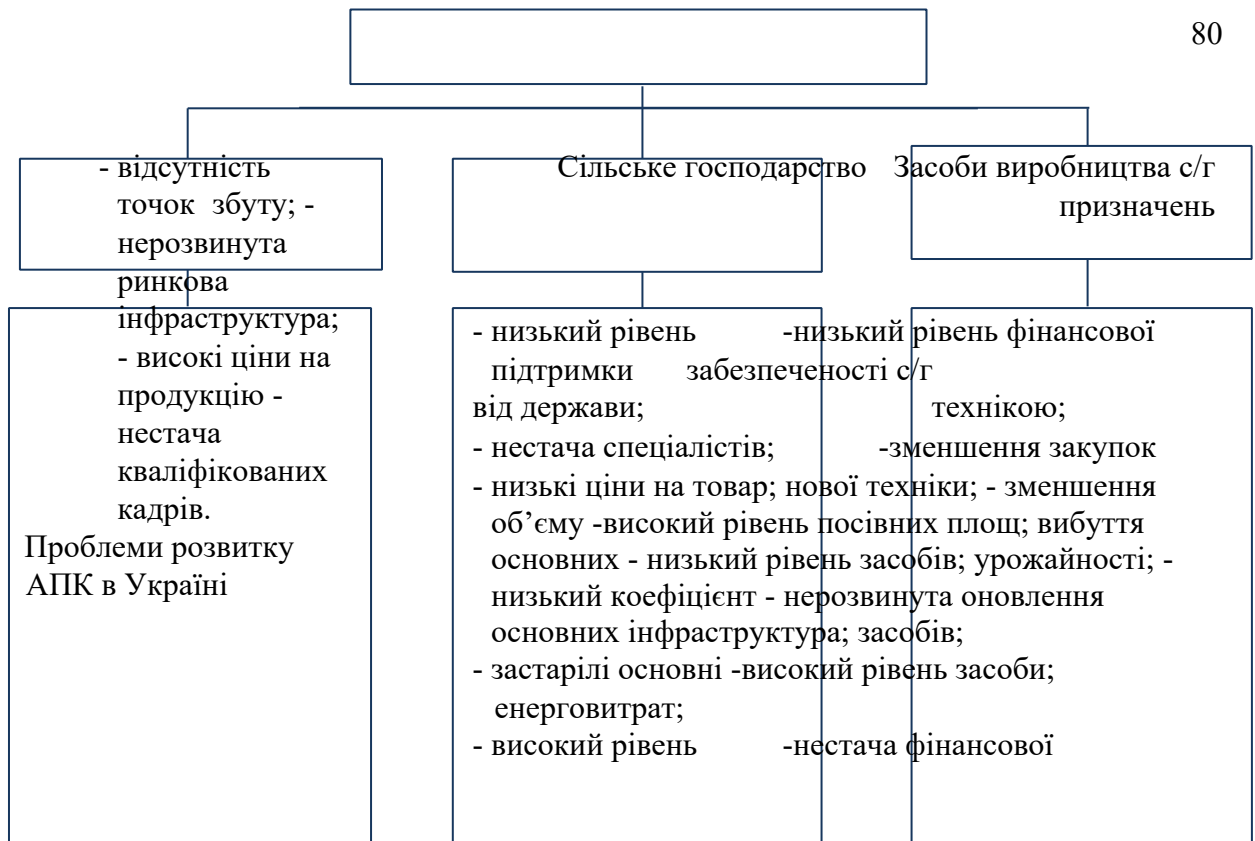 80
- відсутність
точок збуту; -
нерозвинута
ринкова
інфраструктура;
- високі ціни на
продукцію -
нестача
кваліфікованих
кадрів.
Проблеми розвитку
АПК в Україні
Сільське господарство Засоби виробництва с/г
призначень
- низький рівень -низький рівень фінансової
підтримки забезпеченості с/г
від держави; технікою;
- нестача спеціалістів; -зменшення закупок
- низькі ціни на товар; нової техніки; - зменшення
об’єму -високий рівень посівних площ; вибуття
основних - низький рівень засобів; урожайності; -
низький коефіцієнт - нерозвинута оновлення
основних інфраструктура; засобів;
- застарілі основні -високий рівень засоби;
енерговитрат;
- високий рівень -нестача фінансової